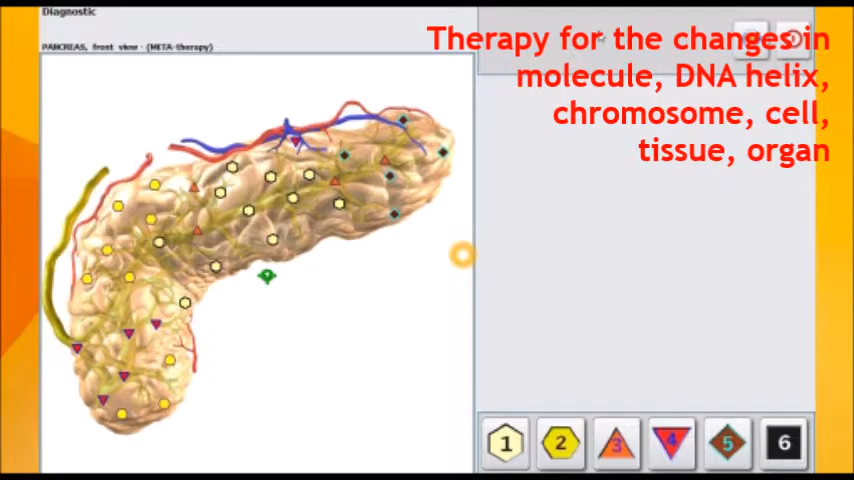 Diagnostic
PANCREAS, front view - (META-therapy)
Therapy for the changes in
molecule, DNA helix,
chromosome, cell,
tissue, organ
1 2 3 4 5 6